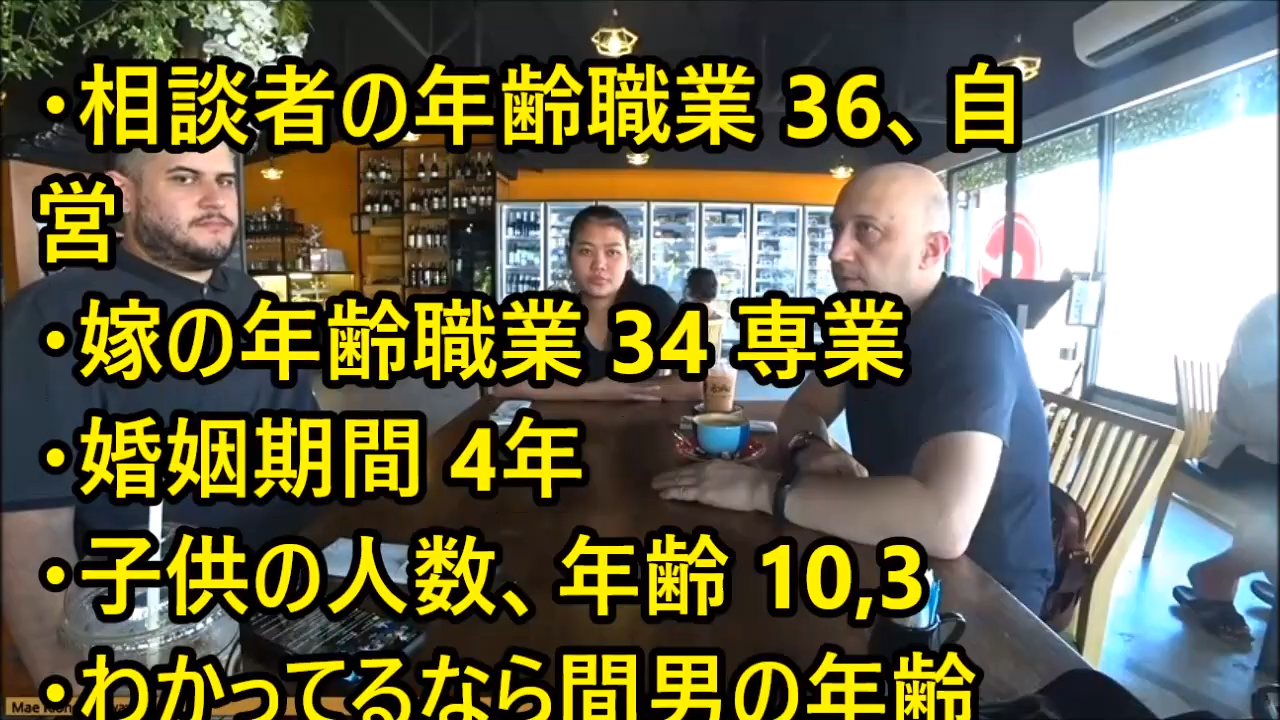 ・相談者の年齢職業 36、自
営
・嫁の年齢職業 34 専業
・婚姻期間 4年
・子供の人数、年齢 10,3
・わかってるなら間男の年齢